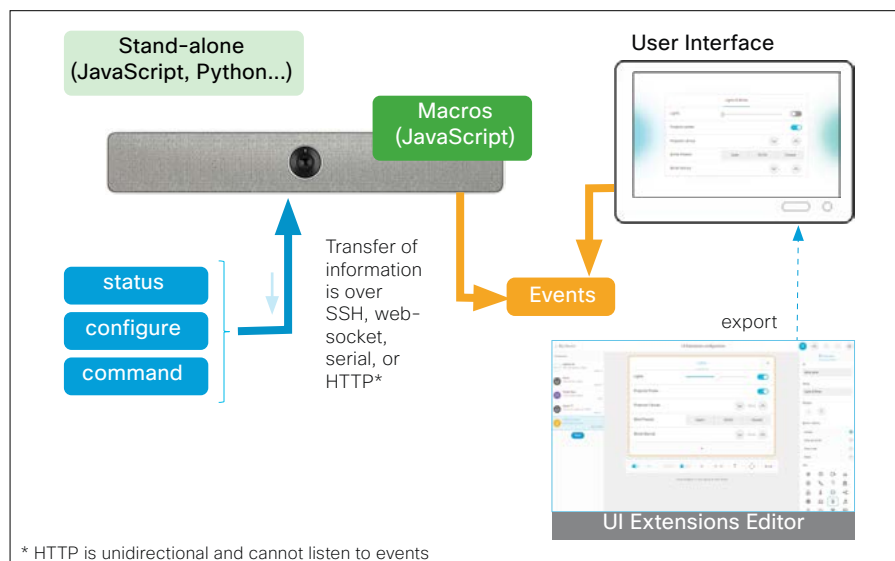 Stand-alone
(JavaScript, Python...)
User Interface
Macros
(JavaScript)
Transfer of
information
is over
SSH, web-
socket,
serial, or
HTTP*
status
configure
command
Events
export
UI Extensions Editor
* HTTP is unidirectional and cannot listen to events